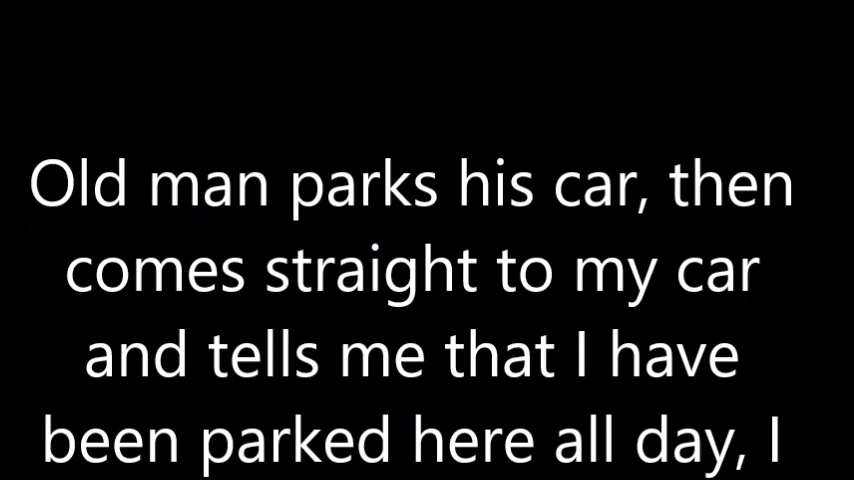 Old man parks his car, then
comes straight to my car
and tells me that I have
been parked here all day, I